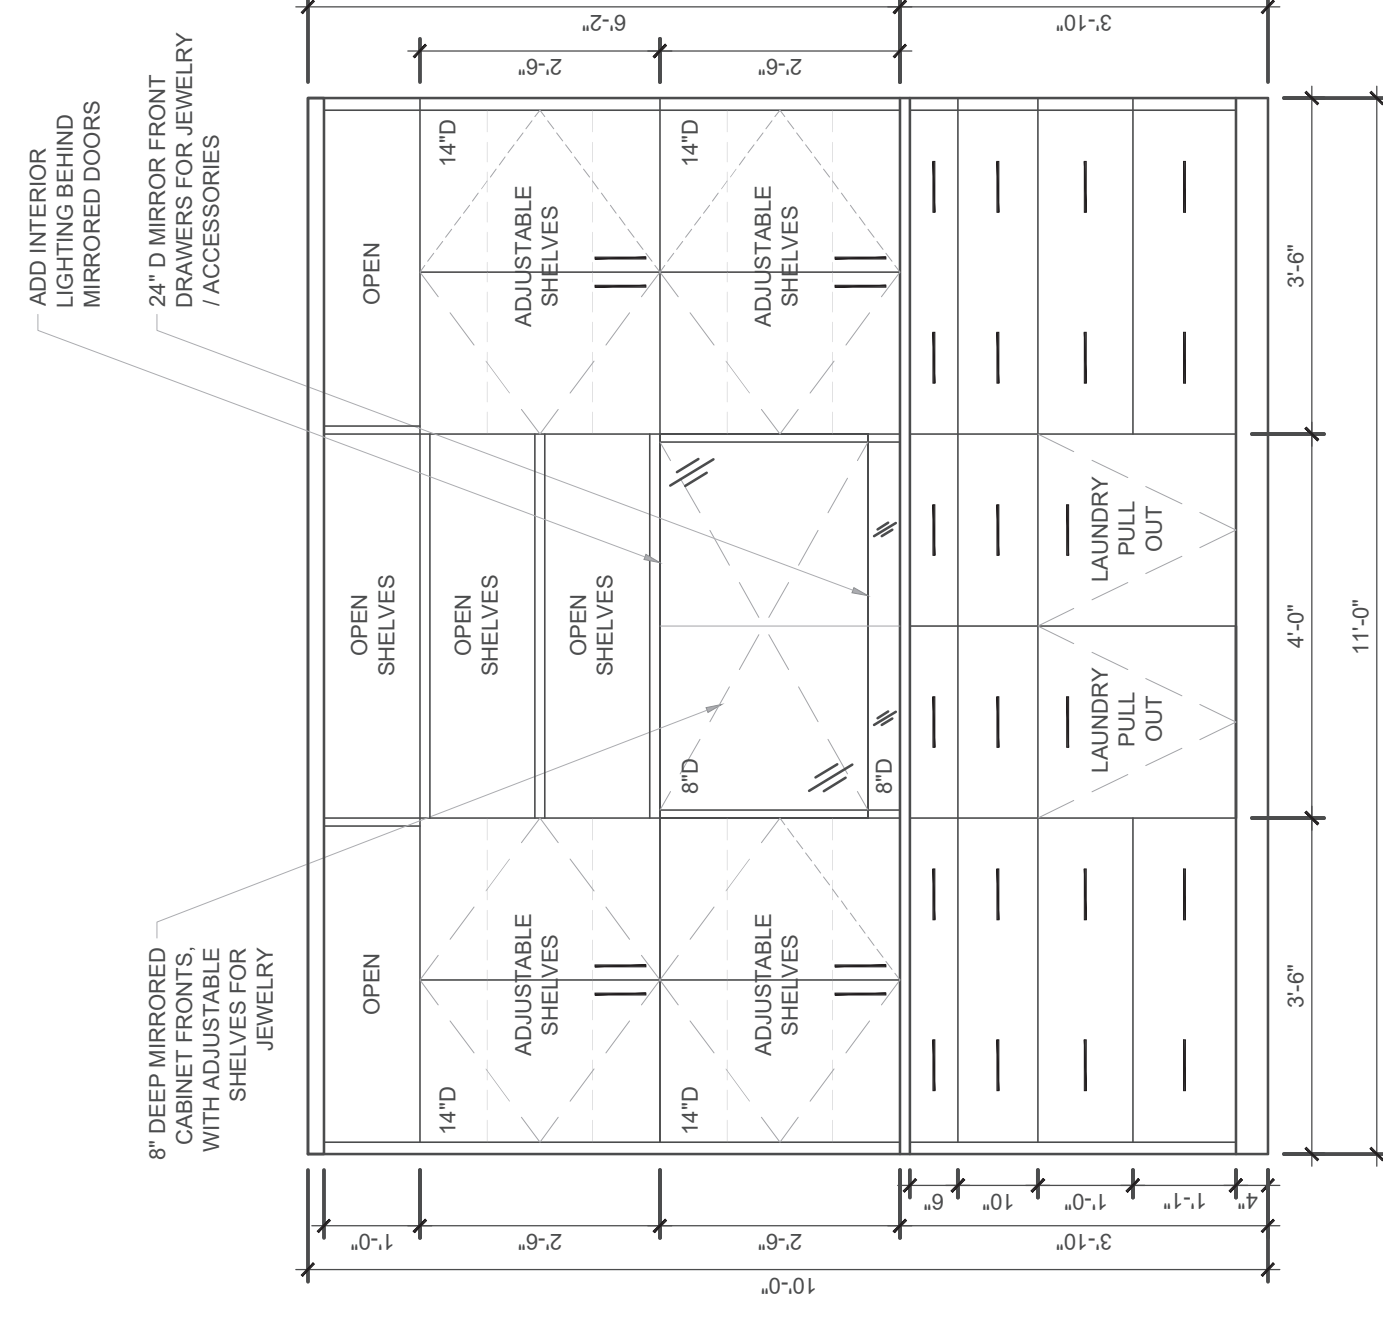 ADD INTERIOR
LIGHTING BEHIND
MIRRORED DOORS
24" D MIRROR FRONT
DRAWERS FOR JEWELRY
/ ACCESSORIES
8" DEEP MIRRORED
CABINET FRONTS,
WITH ADJUSTABLE
SHELVES FOR
JEWELRY
OPEN
OPEN
SHELVES
OPEN
14"D
ADJUSTABLE
SHELVES
OPEN
SHELVES
ADJUSTABLE
SHELVES
14"D
OPEN
SHELVES
14"D
ADJUSTABLE
SHELVES
8"D
ADJUSTABLE
SHELVES
14"D
8"D
LAUNDRY
PULL
OUT
LAUNDRY
PULL
OUT
10'-0"
1'-0"
2'-6"
2'-6"
3'-10"
6"
10"
1'-0"
1'-1"
4"
6'-2"
2'-6"
2'-6"
3'-10"
3'-6"
4'-0"
3'-6"
11'-0"